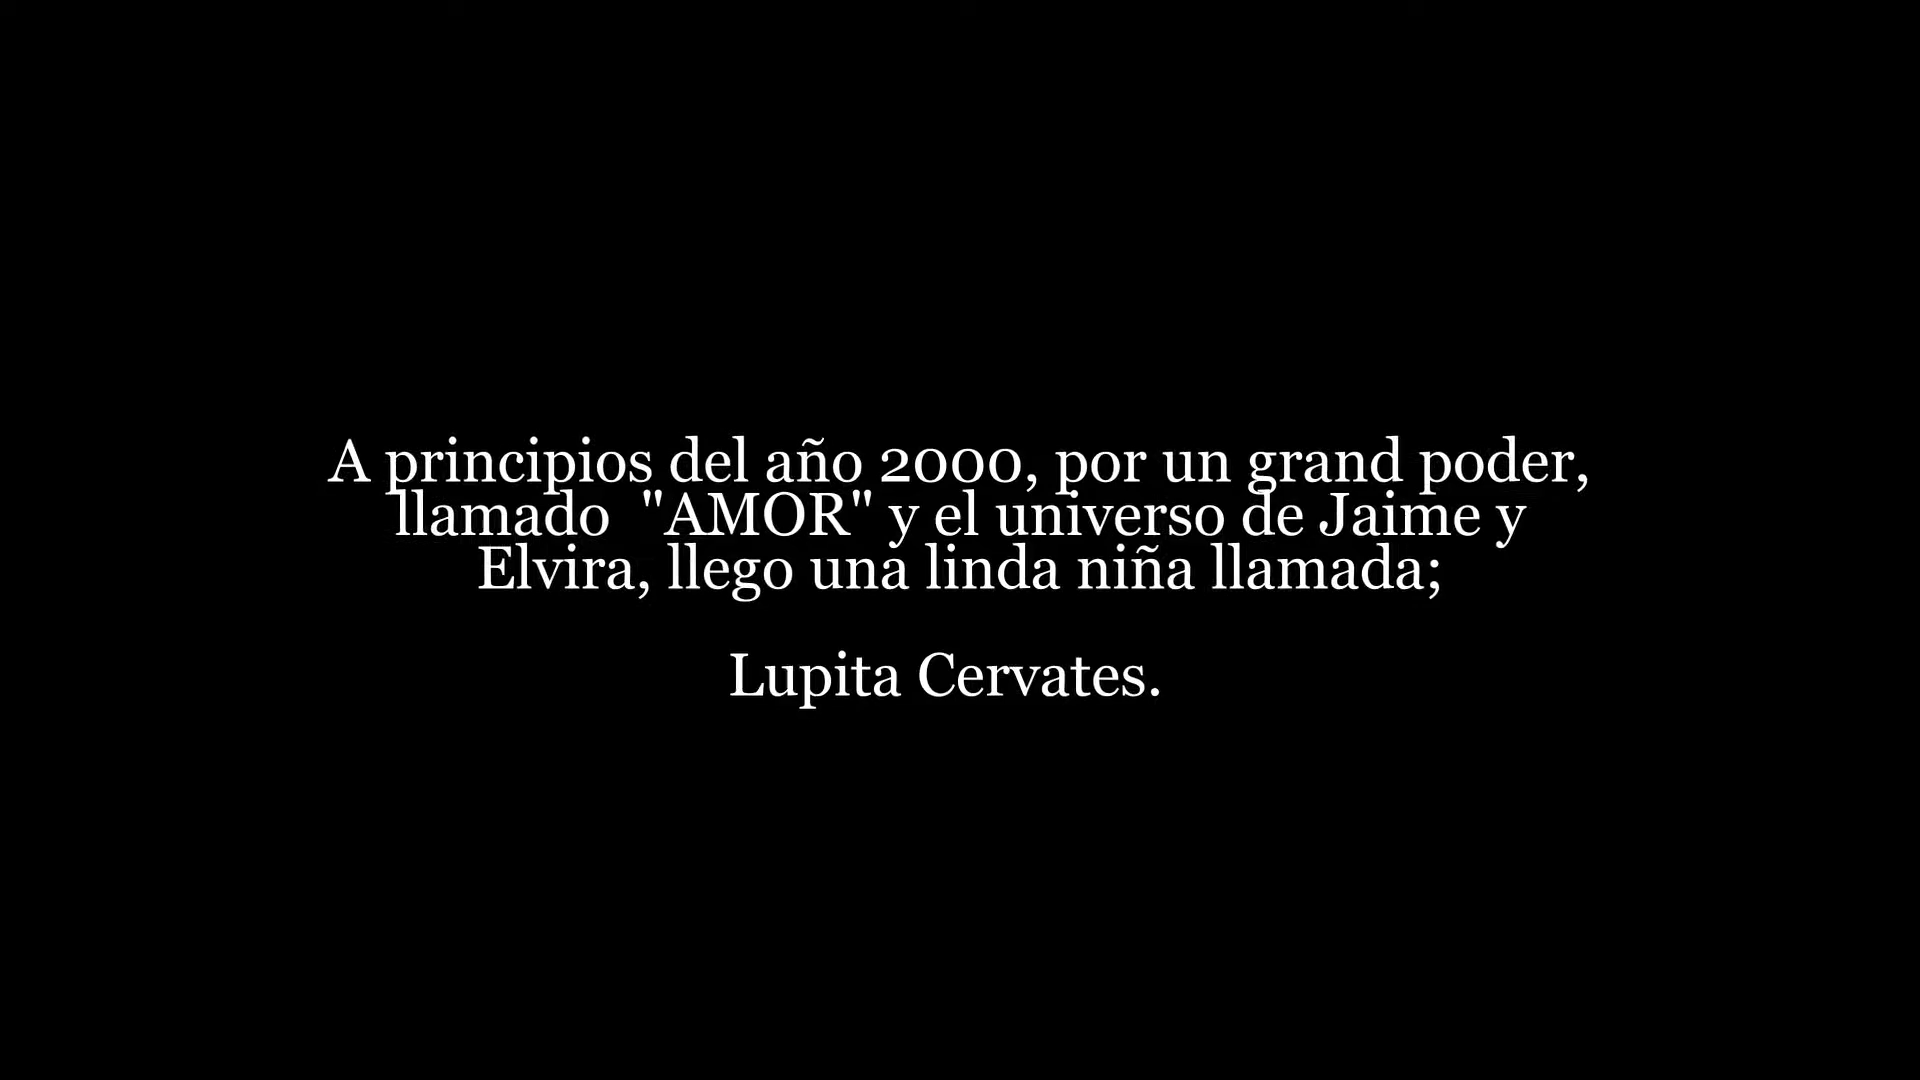 A principios del año 2000, por un grand poder,
llamado  "AMOR" y el universo de Jaime y
Elvira, llego una linda niña llamada;
Lupita Cervates.